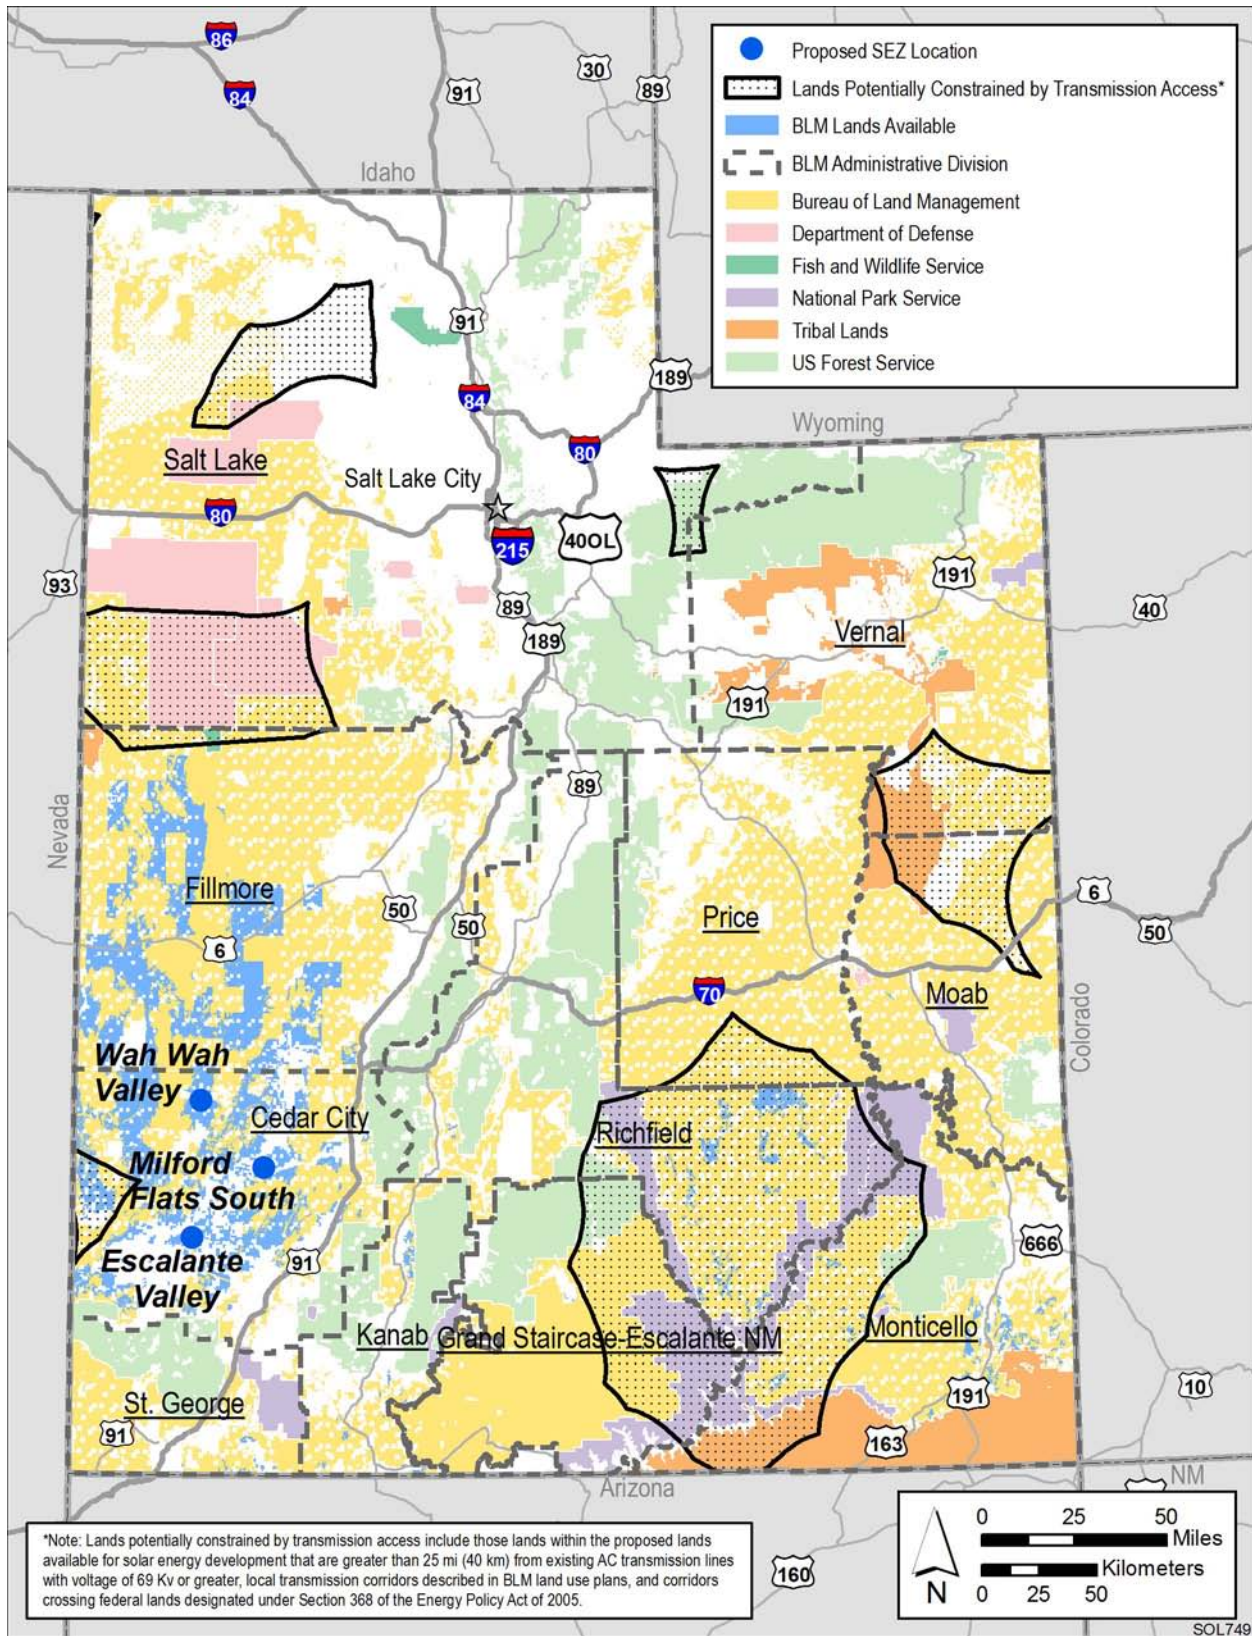 86
84
91
30
89
Proposed SEZ Location
Lands Potentially Constrained by Transmission Access*
BLM Lands Available
BLM Administrative Division
Bureau of Land Management
Department of Defense
Fish and Wildlife Service
National Park Service
Tribal Lands
US Forest Service
Idaho
91
189
84
Wyoming
80
Salt Lake
Salt Lake City
80
215
40OL
93
191
40
89
189
Vernal
191
Nevada
89
Fillmore
50
50
6
Price
6
50
70
Moab
Colorado
Wah Wah
Valley
Cedar City
Richfield
Milford
Flats South
Escalante
Valley
91
666
Kanab
Grand Staircase-Escalante NM
Monticello
St. George
91
191
163
10
Arizona
NM
*Note: Lands potentially constrained by transmission access include those lands within the proposed lands
available for solar energy development that are greater than 25 mi (40 km) from existing AC transmission lines
with voltage of 69 Kv or greater, local transmission corridors described in BLM land use plans, and corridors
crossing federal lands designated under Section 368 of the Energy Policy Act of 2005.
160
N
0 25 50
Miles
Kilometers
0 25 50
SOL749